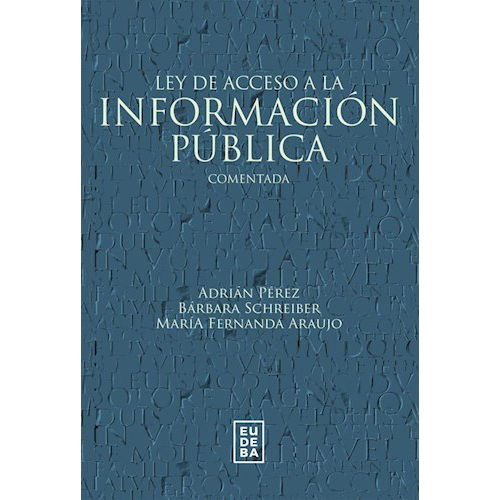 LEY DE ACCESO A LA
INFORMACIÓN
PÚBLICA
COMENTADA
ADRIÁN PÉREZ
BÁRBARA SCHREIBER
MARÍA FERNANDA ARAUJO
EU
DE
BA